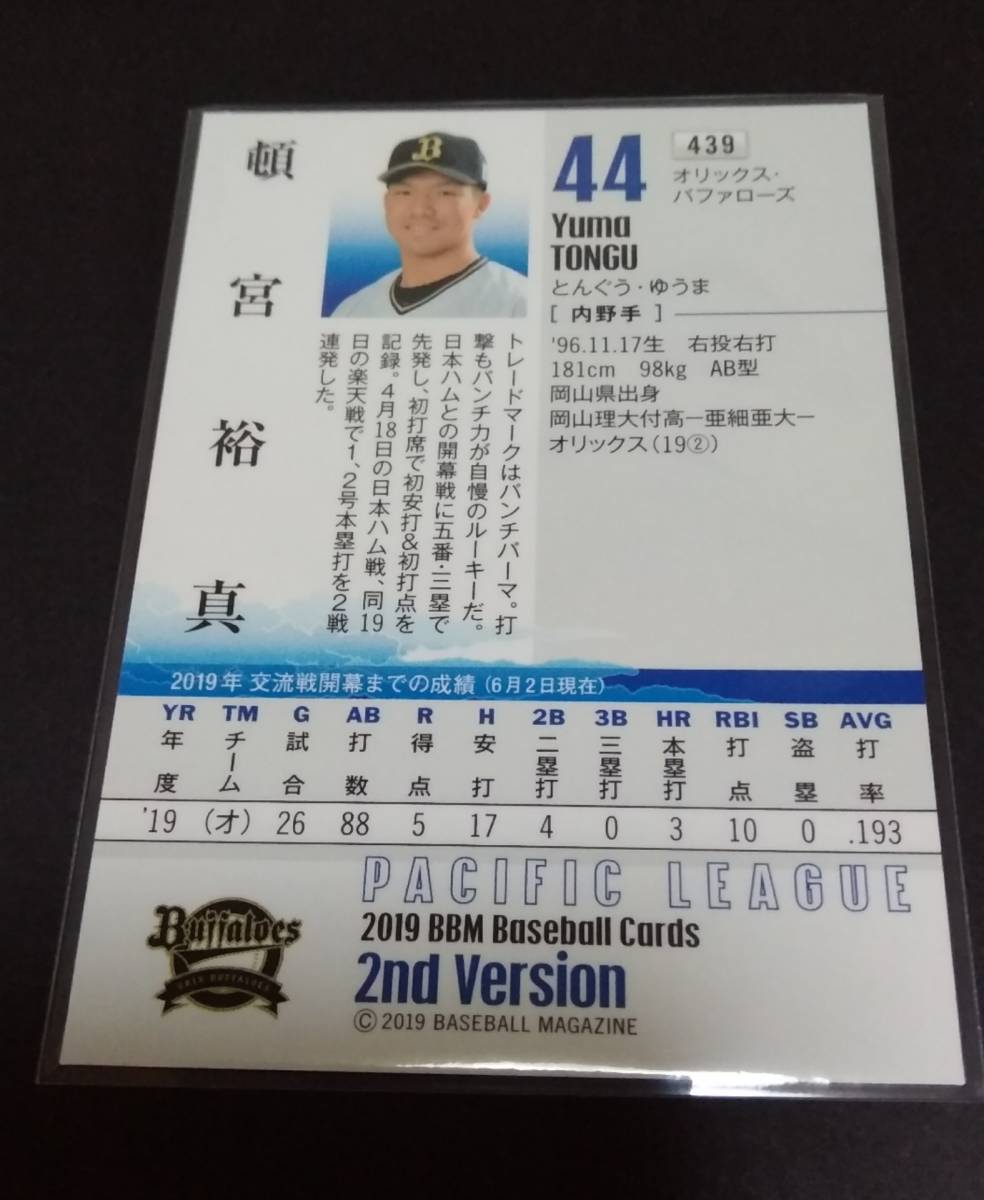 頓宮裕真
44
439
オリックス・
バファローズ
Yuma
TONGU
とんぐう・ゆうま
[ 内野手 ]
'96.11.17生 右投右打
181cm 98kg AB型
岡山県出身
岡山理大付高ー亜細亜大ー
オリックス(19②)
トレードマークはパンチパーマ。打
撃もパンチ力が自慢のルーキーだ。
日本ハムとの開幕戦に五番・三塁で
先発し、初打席で初安打&初打点を
記録。4月18日の日本ハム戦、同19
日の楽天戦で1、2号本塁打を2戦
連発した。
2019年 交流戦開幕までの成績(6月2日現在)
YR TM G AB R H 2B 3B HR RBI SB AVG
年度 チーム 試合 打数 得点 安打 二塁打 三塁打 本塁打 打点 盗塁 打率
'19 (オ) 26 88 5 17 4 0 3 10 0 .193
PACIFIC LEAGUE
Buffaloes
ORIX BUFFALOES
2019 BBM Baseball Cards
2nd Version
© 2019 BASEBALL MAGAZINE